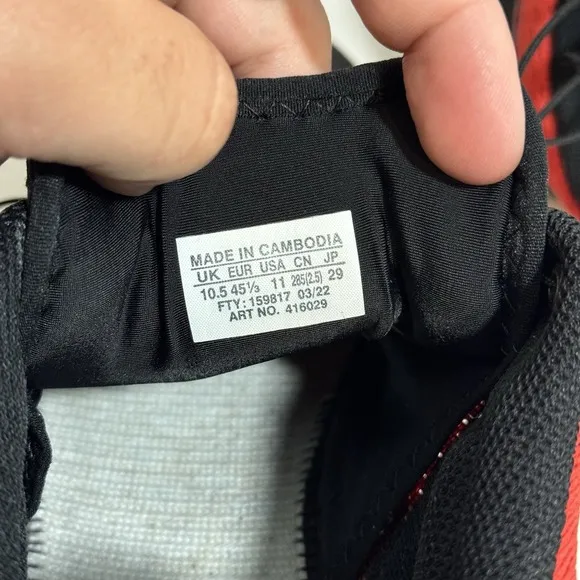 MADE IN CAMBODIA
UK EUR USA CN JP
10.5 45⅓ 11 285(2.5) 29
FTY: 159817 03/22
ART NO. 416029